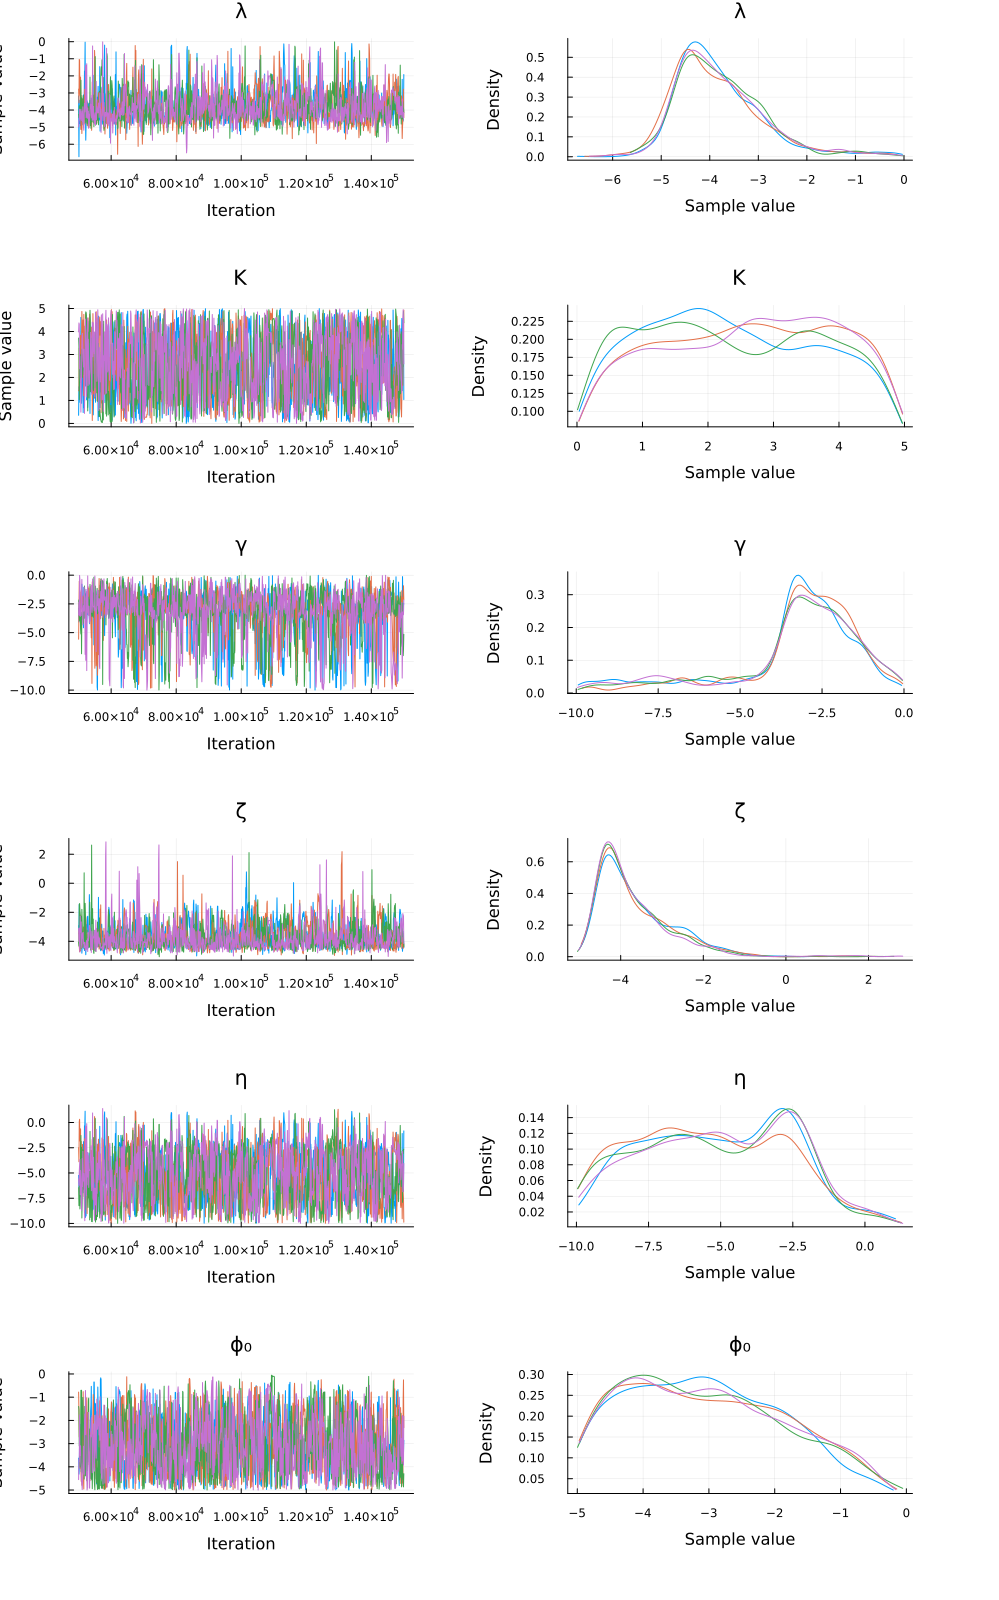 λ
λ
0
−1
−2
−3
−4
−5
−6
6.00×10⁴ 8.00×10⁴ 1.00×10⁵ 1.20×10⁵ 1.40×10⁵
Iteration
Density
0.5
0.4
0.3
0.2
0.1
0.0
−6 −5 −4 −3 −2 −1 0
Sample value
K
K
Sample value
5
4
3
2
1
0
6.00×10⁴ 8.00×10⁴ 1.00×10⁵ 1.20×10⁵ 1.40×10⁵
Iteration
Density
0.225
0.200
0.175
0.150
0.125
0.100
0 1 2 3 4 5
Sample value
γ
γ
0.0
−2.5
−5.0
−7.5
−10.0
6.00×10⁴ 8.00×10⁴ 1.00×10⁵ 1.20×10⁵ 1.40×10⁵
Iteration
Density
0.3
0.2
0.1
0.0
−10.0 −7.5 −5.0 −2.5 0.0
Sample value
ζ
ζ
2
0
−2
−4
6.00×10⁴ 8.00×10⁴ 1.00×10⁵ 1.20×10⁵ 1.40×10⁵
Iteration
Density
0.6
0.4
0.2
0.0
−4 −2 0 2
Sample value
η
η
0.0
−2.5
−5.0
−7.5
−10.0
6.00×10⁴ 8.00×10⁴ 1.00×10⁵ 1.20×10⁵ 1.40×10⁵
Iteration
Density
0.14
0.12
0.10
0.08
0.06
0.04
0.02
−10.0 −7.5 −5.0 −2.5 0.0
Sample value
ϕ₀
ϕ₀
0
−1
−2
−3
−4
−5
6.00×10⁴ 8.00×10⁴ 1.00×10⁵ 1.20×10⁵ 1.40×10⁵
Iteration
Density
0.30
0.25
0.20
0.15
0.10
0.05
−5 −4 −3 −2 −1 0
Sample value